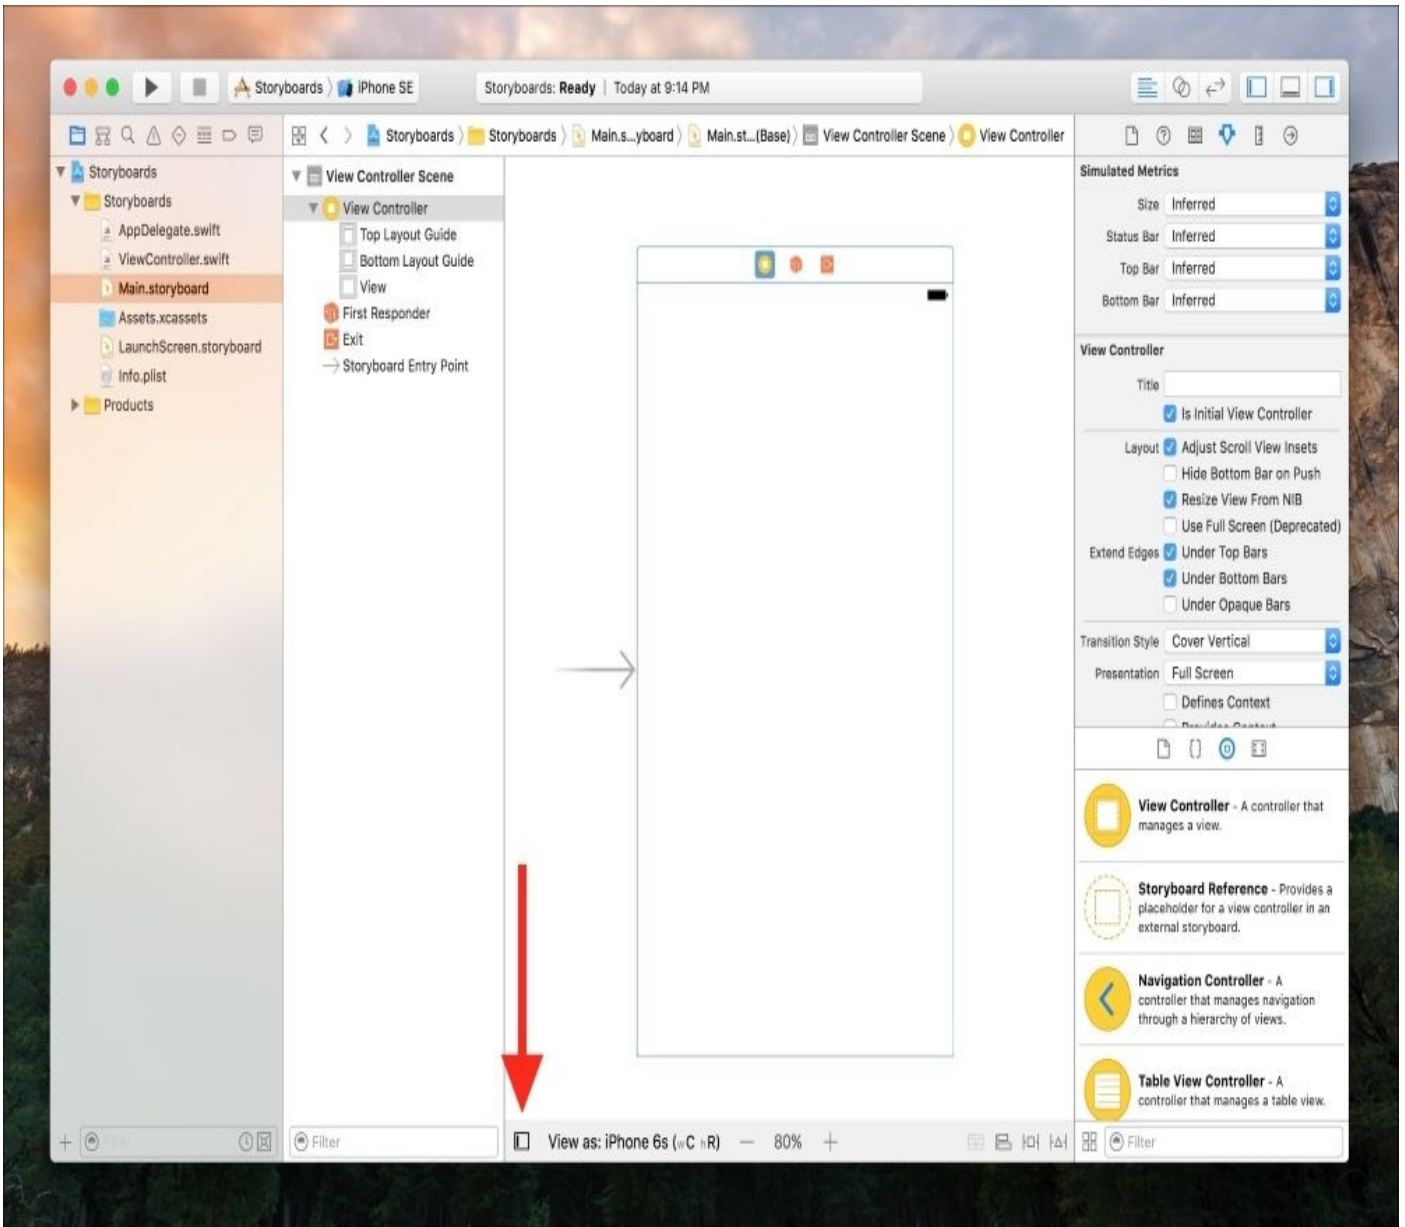 Storyboards
iPhone SE
Storyboards: Ready | Today at 9:14 PM
Storyboards
Storyboards
Main.s...yboard
Main.st...(Base)
View Controller Scene
View Controller
Storyboards
Storyboards
AppDelegate.swift
ViewController.swift
Main.storyboard
Assets.xcassets
LaunchScreen.storyboard
Info.plist
Products
View Controller Scene
View Controller
Top Layout Guide
Bottom Layout Guide
View
First Responder
Exit
Storyboard Entry Point
Simulated Metrics
Size Inferred
Status Bar Inferred
Top Bar Inferred
Bottom Bar Inferred
View Controller
Title
Is Initial View Controller
Layout Adjust Scroll View Insets
Hide Bottom Bar on Push
Resize View From NIB
Use Full Screen (Deprecated)
Extend Edges Under Top Bars
Under Bottom Bars
Under Opaque Bars
Transition Style Cover Vertical
Presentation Full Screen
Defines Context
View Controller - A controller that
manages a view.
Storyboard Reference - Provides a
placeholder for a view controller in an
external storyboard.
Navigation Controller - A
controller that manages navigation
through a hierarchy of views.
Table View Controller - A
controller that manages a table view.
Filter
View as: iPhone 6s (wC hR) — 80% +
Filter